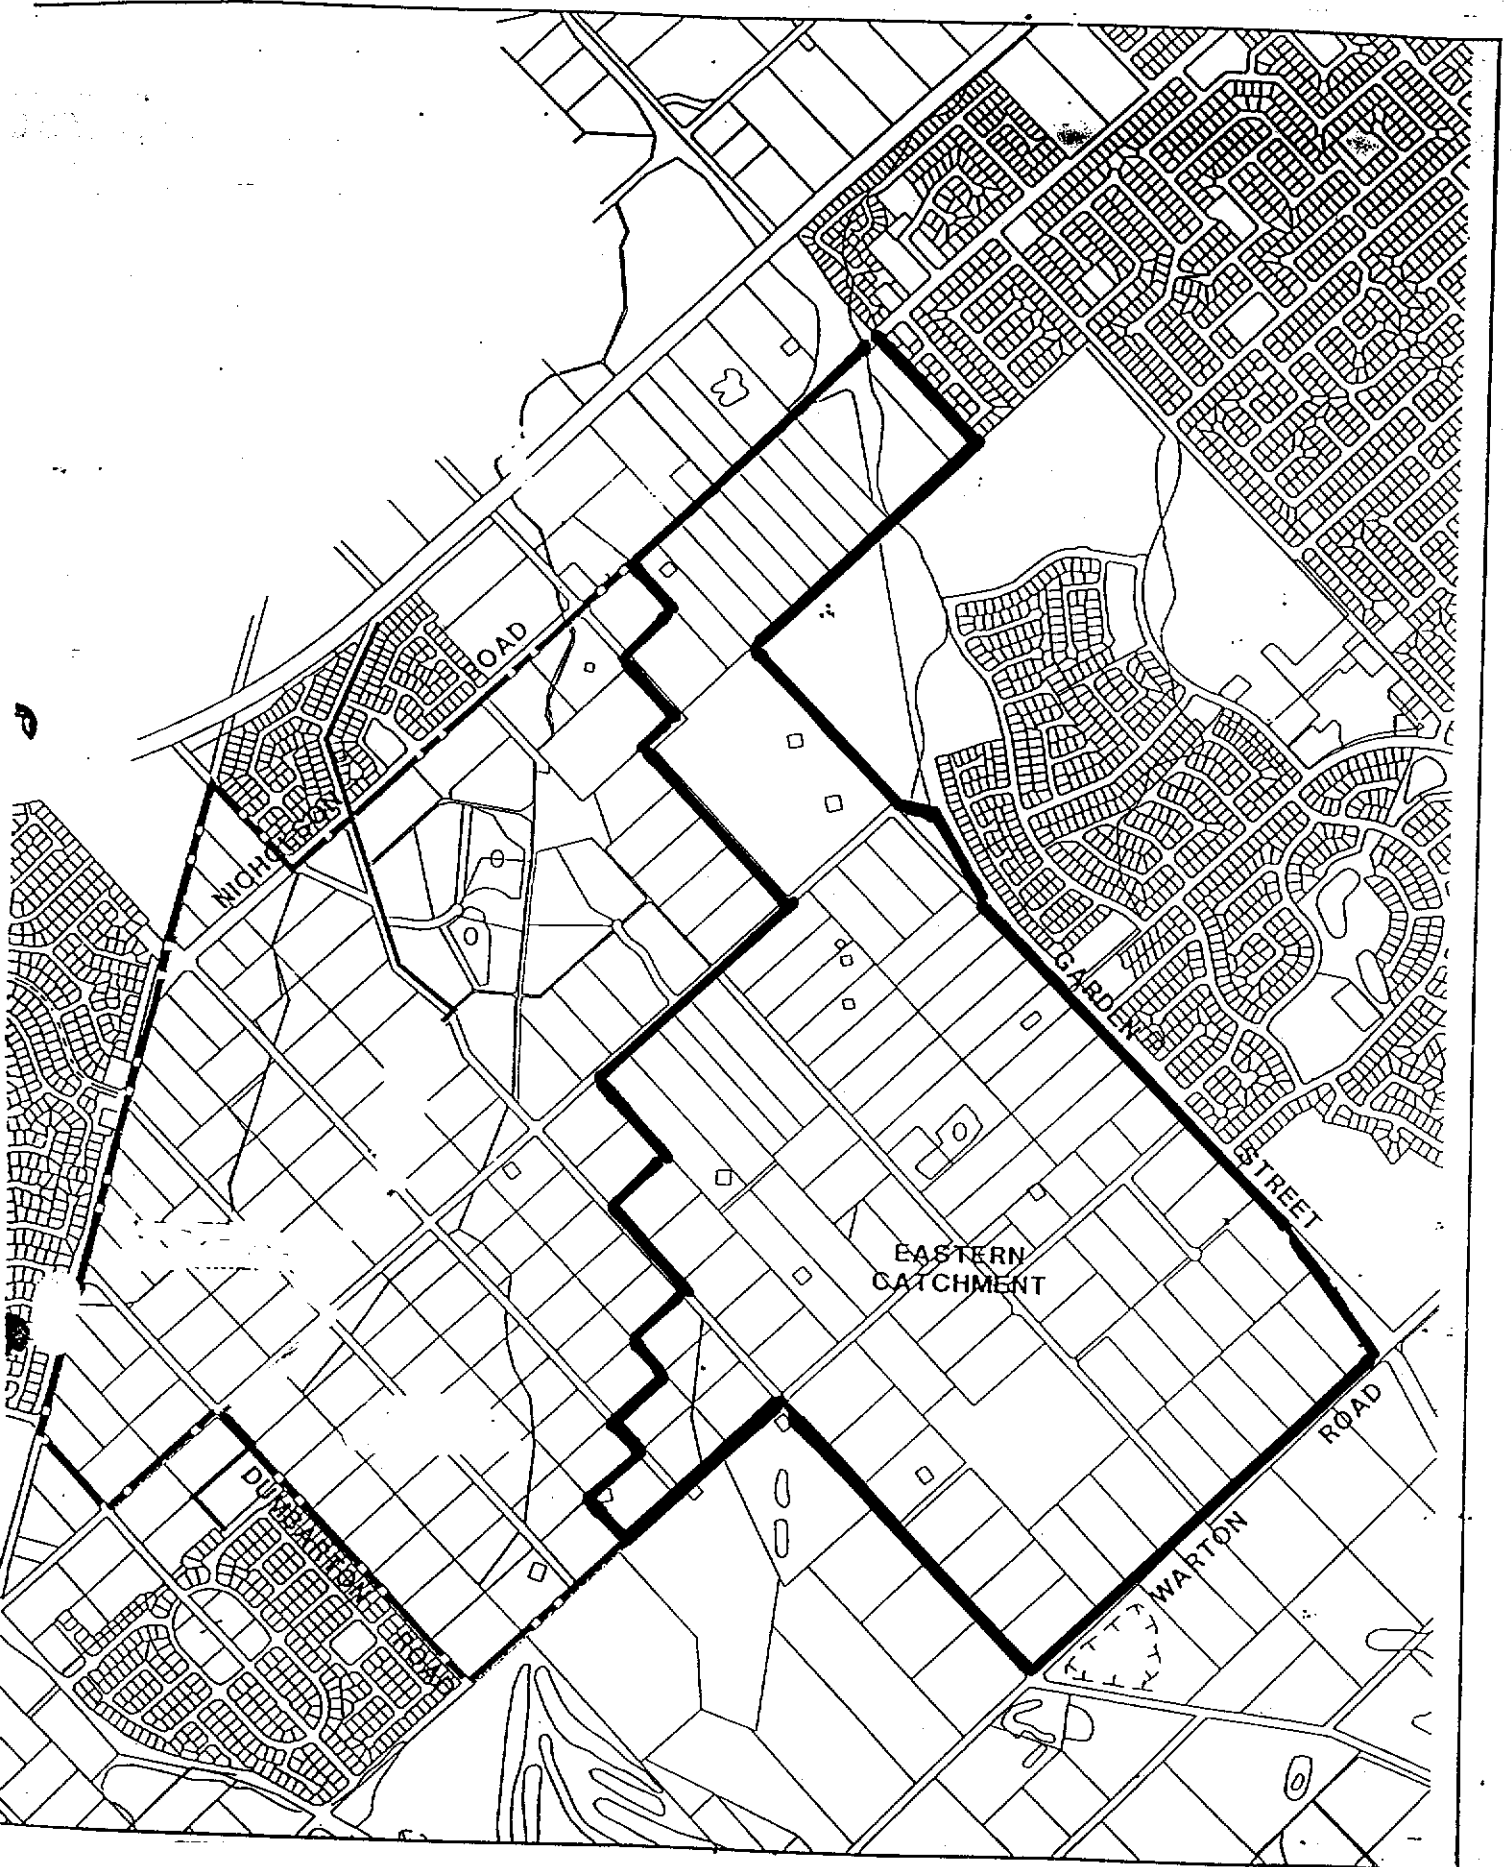 NICHOLSON
ROAD
GARDEN
STREET
EASTERN
CATCHMENT
WARTON
ROAD
DUMBARTON
ROAD